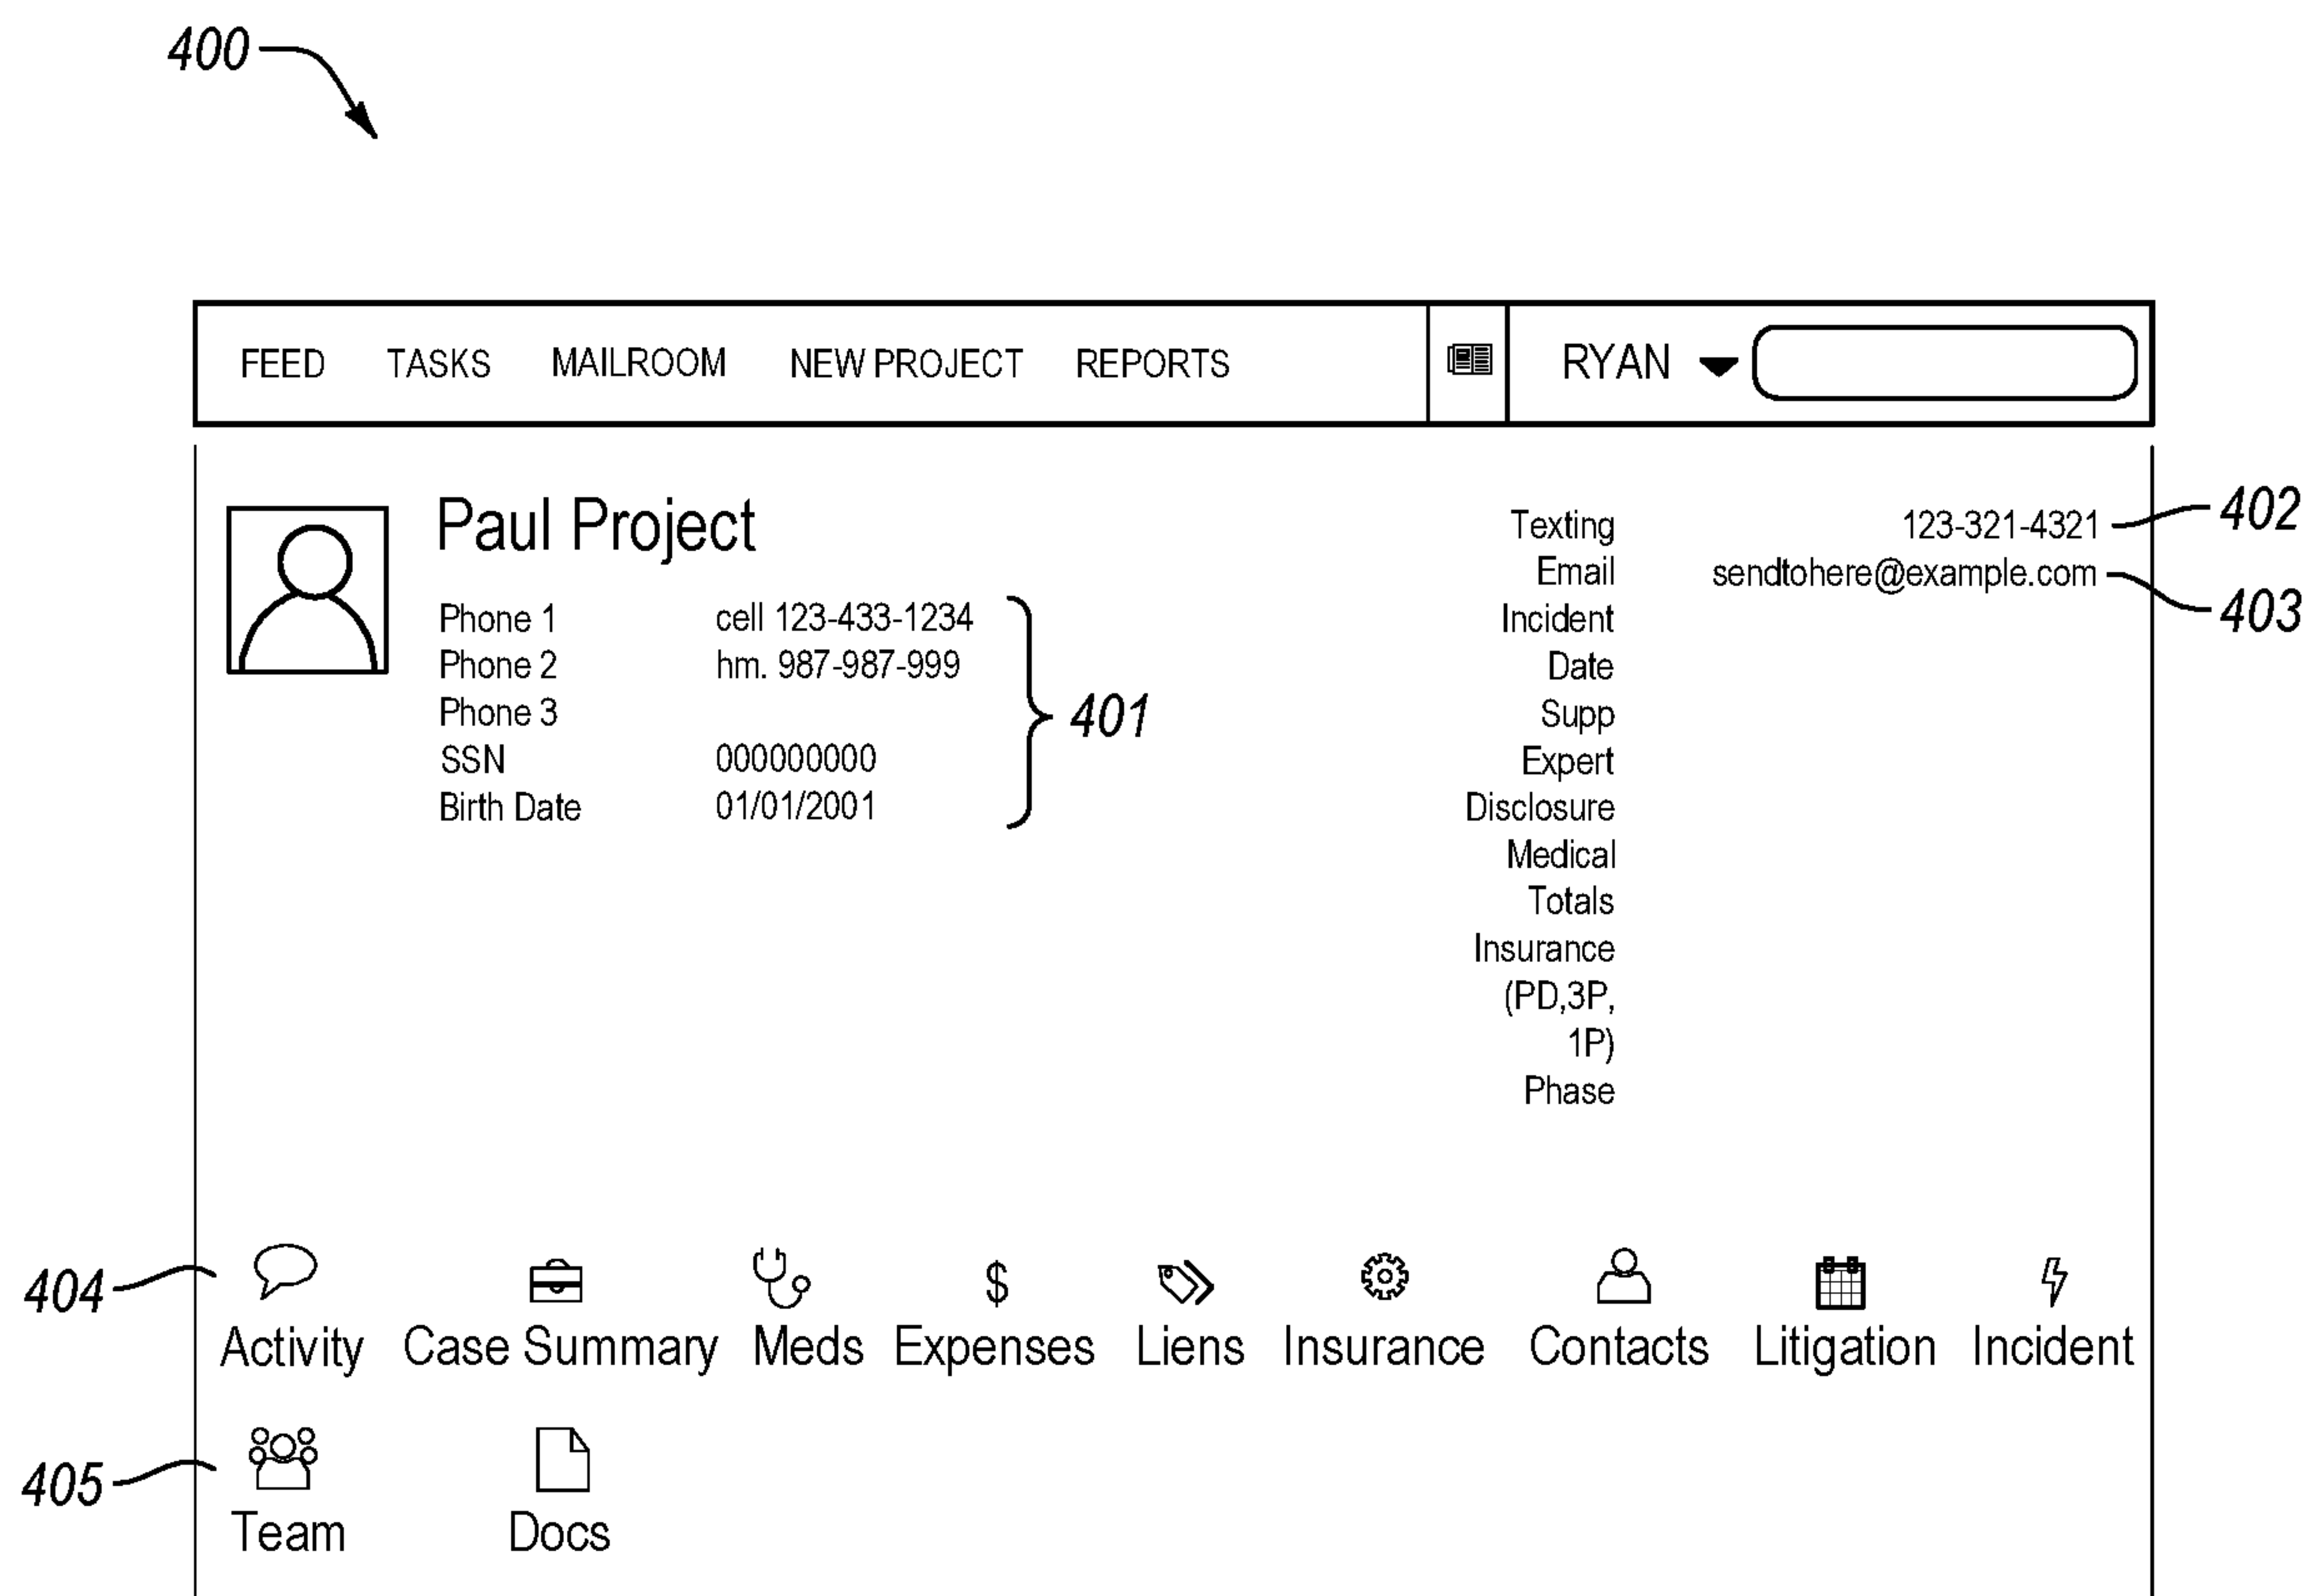 400
FEED TASKS MAILROOM NEW PROJECT REPORTS RYAN
Paul Project
Phone 1 cell 123-433-1234
Phone 2 hm. 987-987-999
Phone 3
SSN 000000000
Birth Date 01/01/2001
401
Texting 123-321-4321 402
Email sendtohere@example.com 403
Incident
Date
Supp
Expert
Disclosure
Medical
Totals
Insurance
(PD,3P,
1P)
Phase
404
$
Activity Case Summary Meds Expenses Liens Insurance Contacts Litigation Incident
405
Team Docs